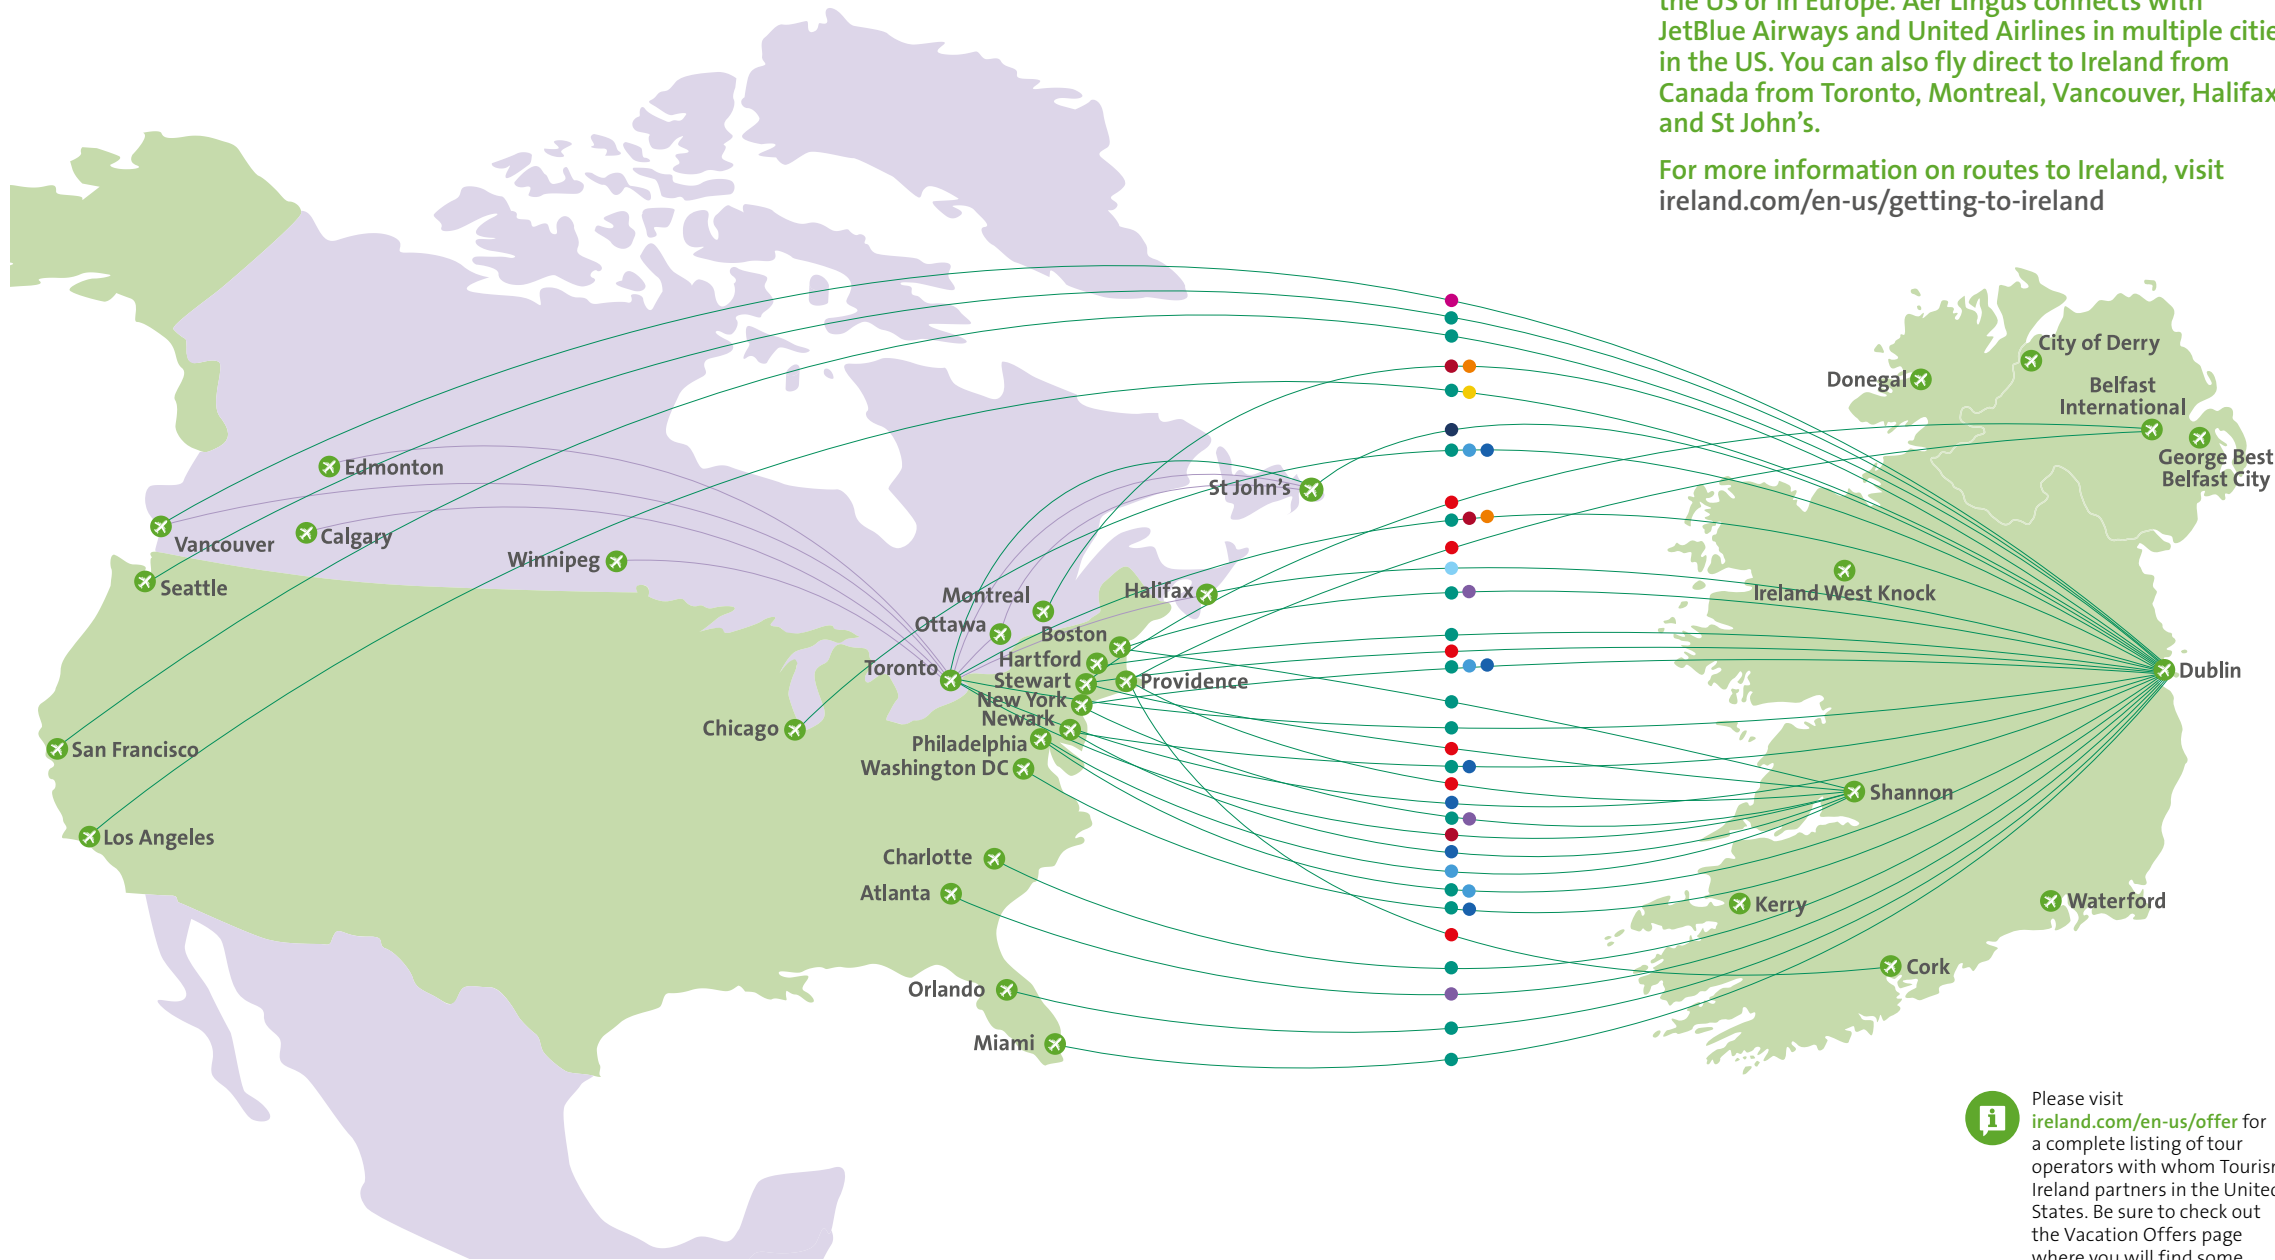 the US or in Europe. Aer Lingus connects with
JetBlue Airways and United Airlines in multiple citie
in the US. You can also fly direct to Ireland from
Canada from Toronto, Montreal, Vancouver, Halifax
and St John's.
For more information on routes to Ireland, visit
ireland.com/en-us/getting-to-ireland
City of Derry
Donegal
Belfast
International
George Best
Belfast City
Edmonton
St John's
Vancouver
Calgary
Winnipeg
Seattle
Ireland West Knock
Montreal
Halifax
Ottawa
Boston
Hartford
Toronto
Stewart
Providence
Dublin
New York
Newark
Chicago
Philadelphia
San Francisco
Washington DC
Shannon
Los Angeles
Charlotte
Atlanta
Kerry
Waterford
Cork
Orlando
Miami
Please visit
ireland.com/en-us/offer for
a complete listing of tour
operators with whom Touris
Ireland partners in the United
States. Be sure to check out
the Vacation Offers page
where you will find some